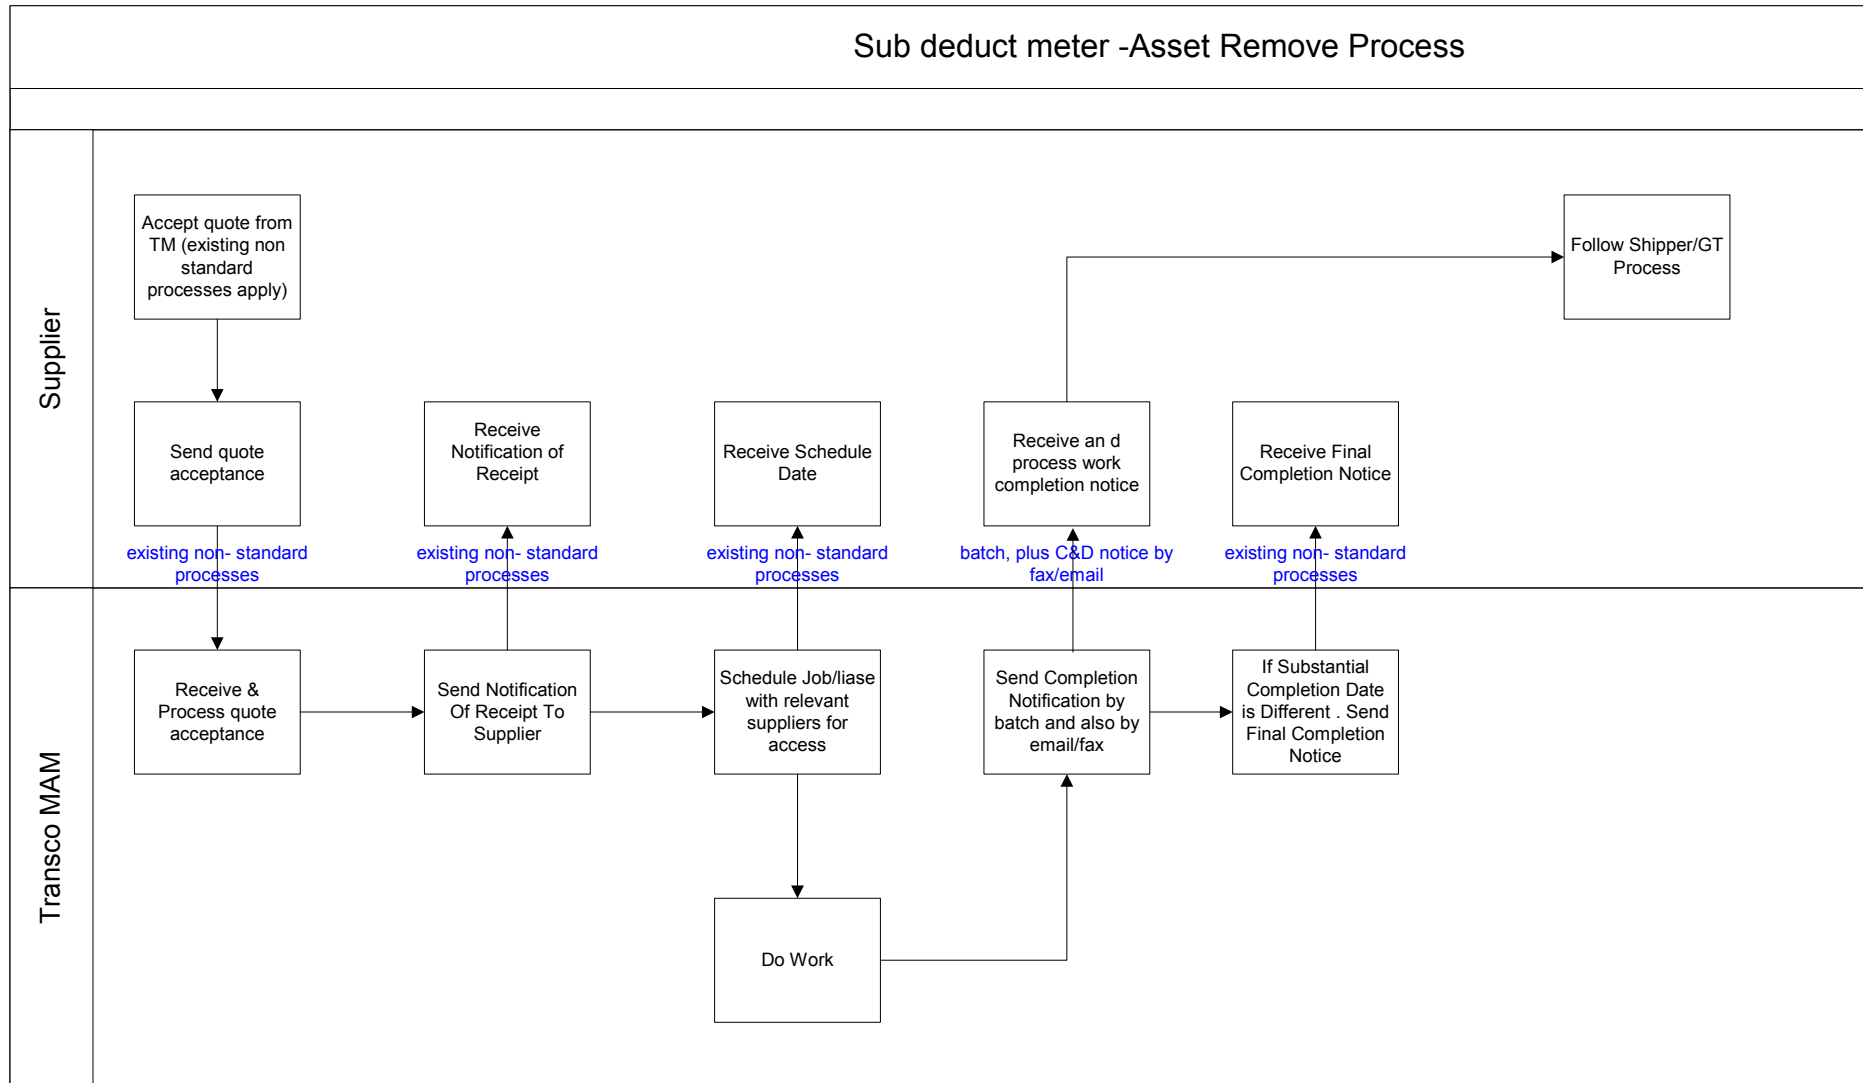 Sub deduct meter -Asset Remove Process
Supplier
Accept quote from
TM (existing non
standard
processes apply)
Follow Shipper/GT
Process
Send quote
acceptance
Receive
Notification of
Receipt
Receive Schedule
Date
Receive an d
process work
completion notice
Receive Final
Completion Notice
existing non- standard
processes
existing non- standard
processes
existing non- standard
processes
batch, plus C&D notice by
fax/email
existing non- standard
processes
Transco MAM
Receive &
Process quote
acceptance
Send Notification
Of Receipt To
Supplier
Schedule Job/liase
with relevant
suppliers for
access
Send Completion
Notification by
batch and also by
email/fax
If Substantial
Completion Date
is Different . Send
Final Completion
Notice
Do Work